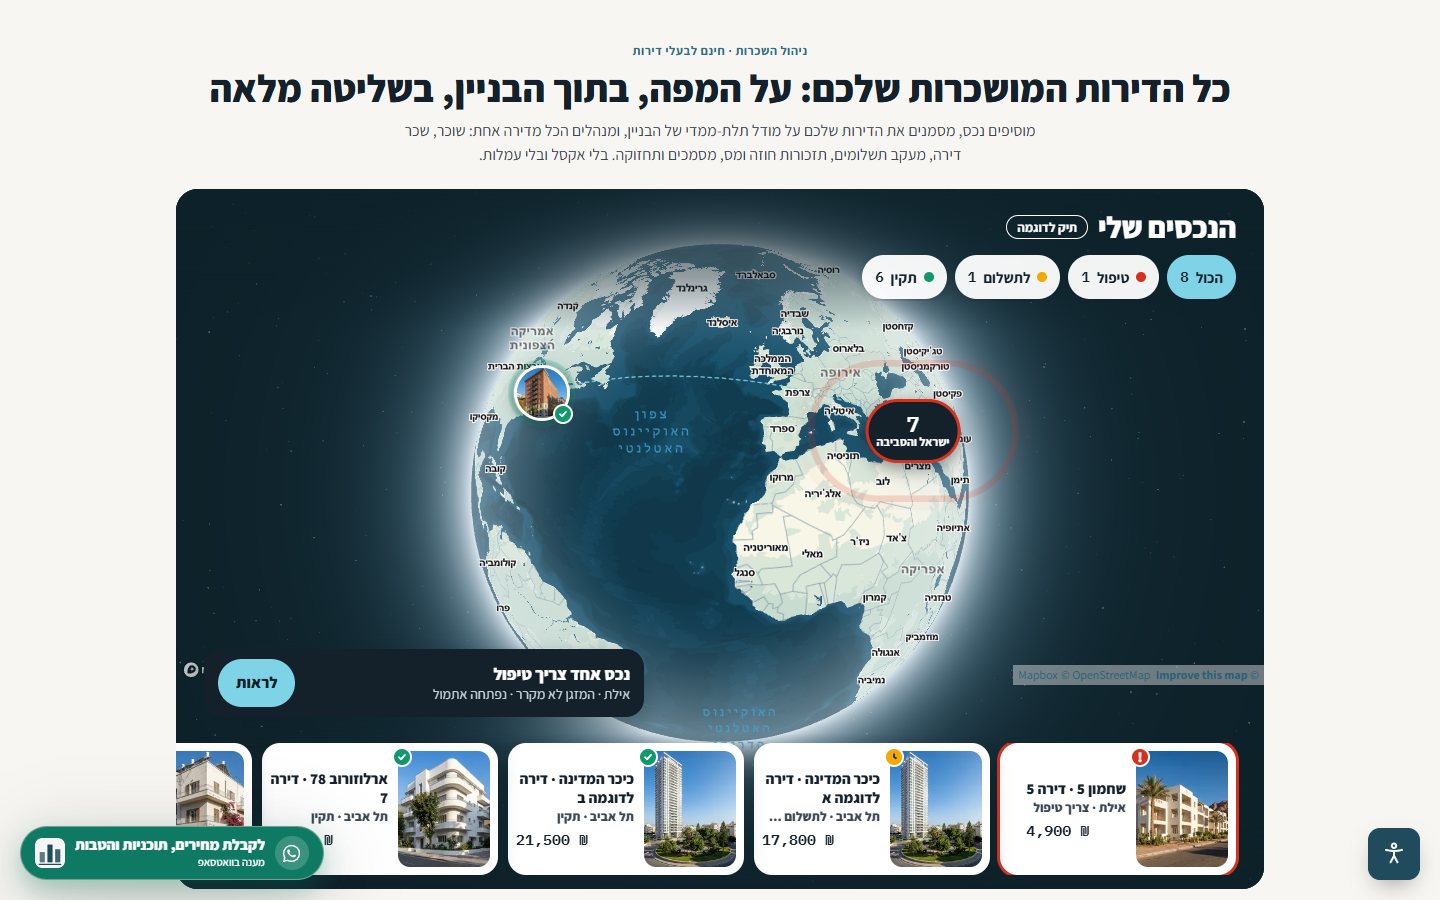 ניהול השכרות · חינם לבעלי דירות
כל הדירות המושכרות שלכם: על המפה, בתוך הבניין, בשליטה מלאה
מוסיפים נכס, מסמנים את הדירות שלכם על מודל תלת-ממדי של הבניין, ומנהלים הכל מדירה אחת: שוכר, שכר
דירה, מעקב תשלומים, תזכורות חוזה ומס, מסמכים ותחזוקה. בלי אקסל ובלי עמלות.
הנכסים שלי
תיק לדוגמה
הכול 8
טיפול 1
לתשלום 1
תקין 6
רוסיה
סבאלברד
גרינלנד
קנדה
איסלנד
שבדיה
נורבגיה
קזחסטן
אמריקה
הצפונית
בלארוס
טג'יקיסטן
הממלכה
המאוחדת
טורקמניסטן
אירופה
צרפת
פקיסטן
איטליה
מקסיקו
צפון
האוקיינוס
האטלנטי
ספרד
7
ישראל והסביבה
תוניסיה
מצרים
קובה
מרוקו
לוב
תימן
אלג'יריה
אתיופיה
מאוריטניה
מאלי
ניז'ר
צ'אד
סנגל
אפריקה
קולומביה
קמרון
טנזניה
פרו
מוזמביק
אנגולה
נמיביה
האוקיינוס
האטלנטי
נכס אחד צריך טיפול
אילת · המזגן לא מקרר · נפתחה אתמול
לראות
Mapbox © OpenStreetMap Improve this map ©
שחמון 5 · דירה 5
אילת · צריך טיפול
4,900 ₪
כיכר המדינה · דירה
לדוגמה א
תל אביב · לתשלום ...
17,800 ₪
כיכר המדינה · דירה
לדוגמה ב
תל אביב · תקין
21,500 ₪
ארלוזורוב 78 · דירה
7
תל אביב · תקין
₪
לקבלת מחירים, תוכניות והטבות
מענה בוואטסאפ